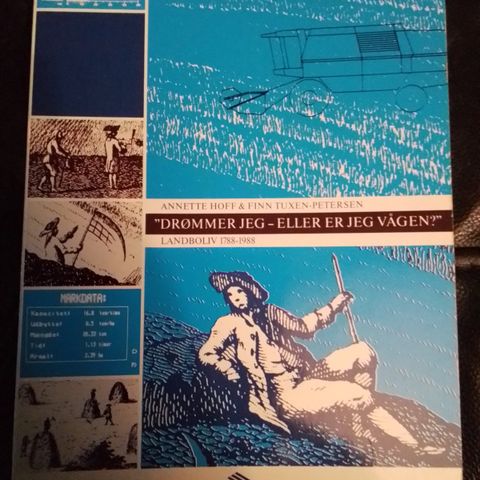 ANNETTE HOFF & FINN TUXEN-PETERSEN
"DRØMMER JEG – ELLER ER JEG VÅGEN?"
LANDBOLIV 1788-1988
MARKDATA: